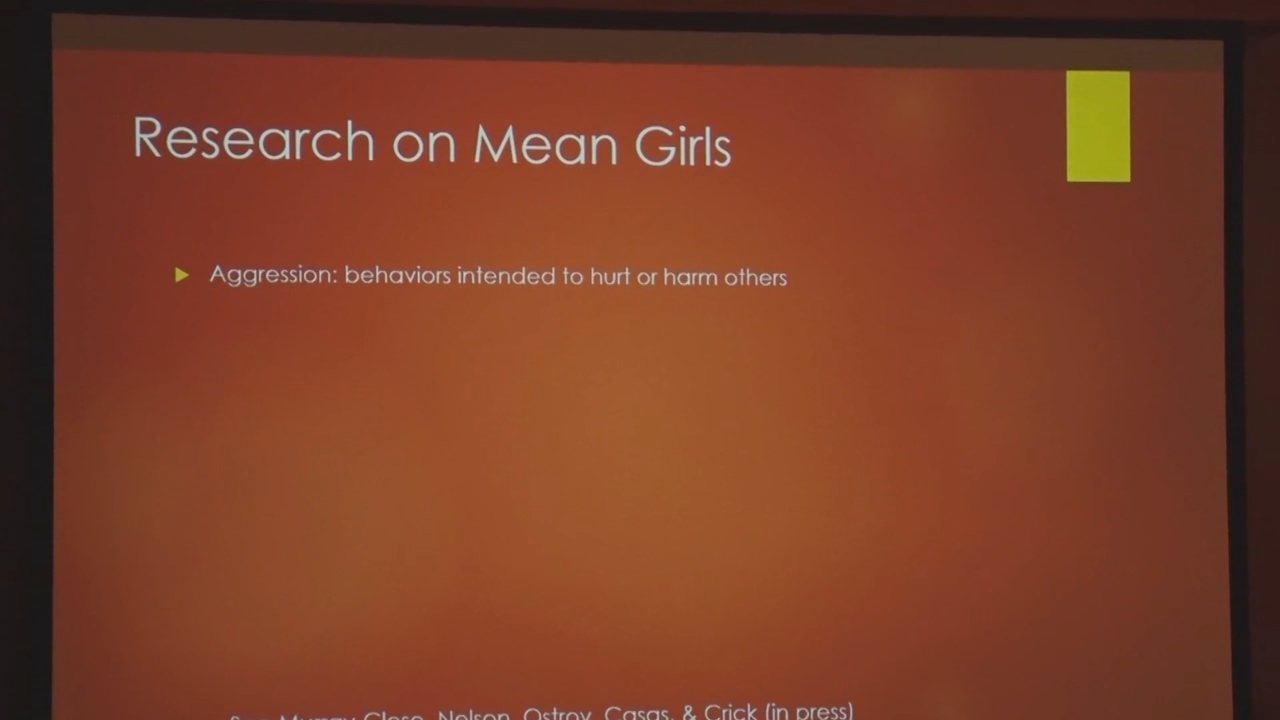 Research on Mean Girls
Aggression: behaviors intended to hurt or harm others
See Murray-Close, Nelson, Ostrov, Casas, & Crick (in press)